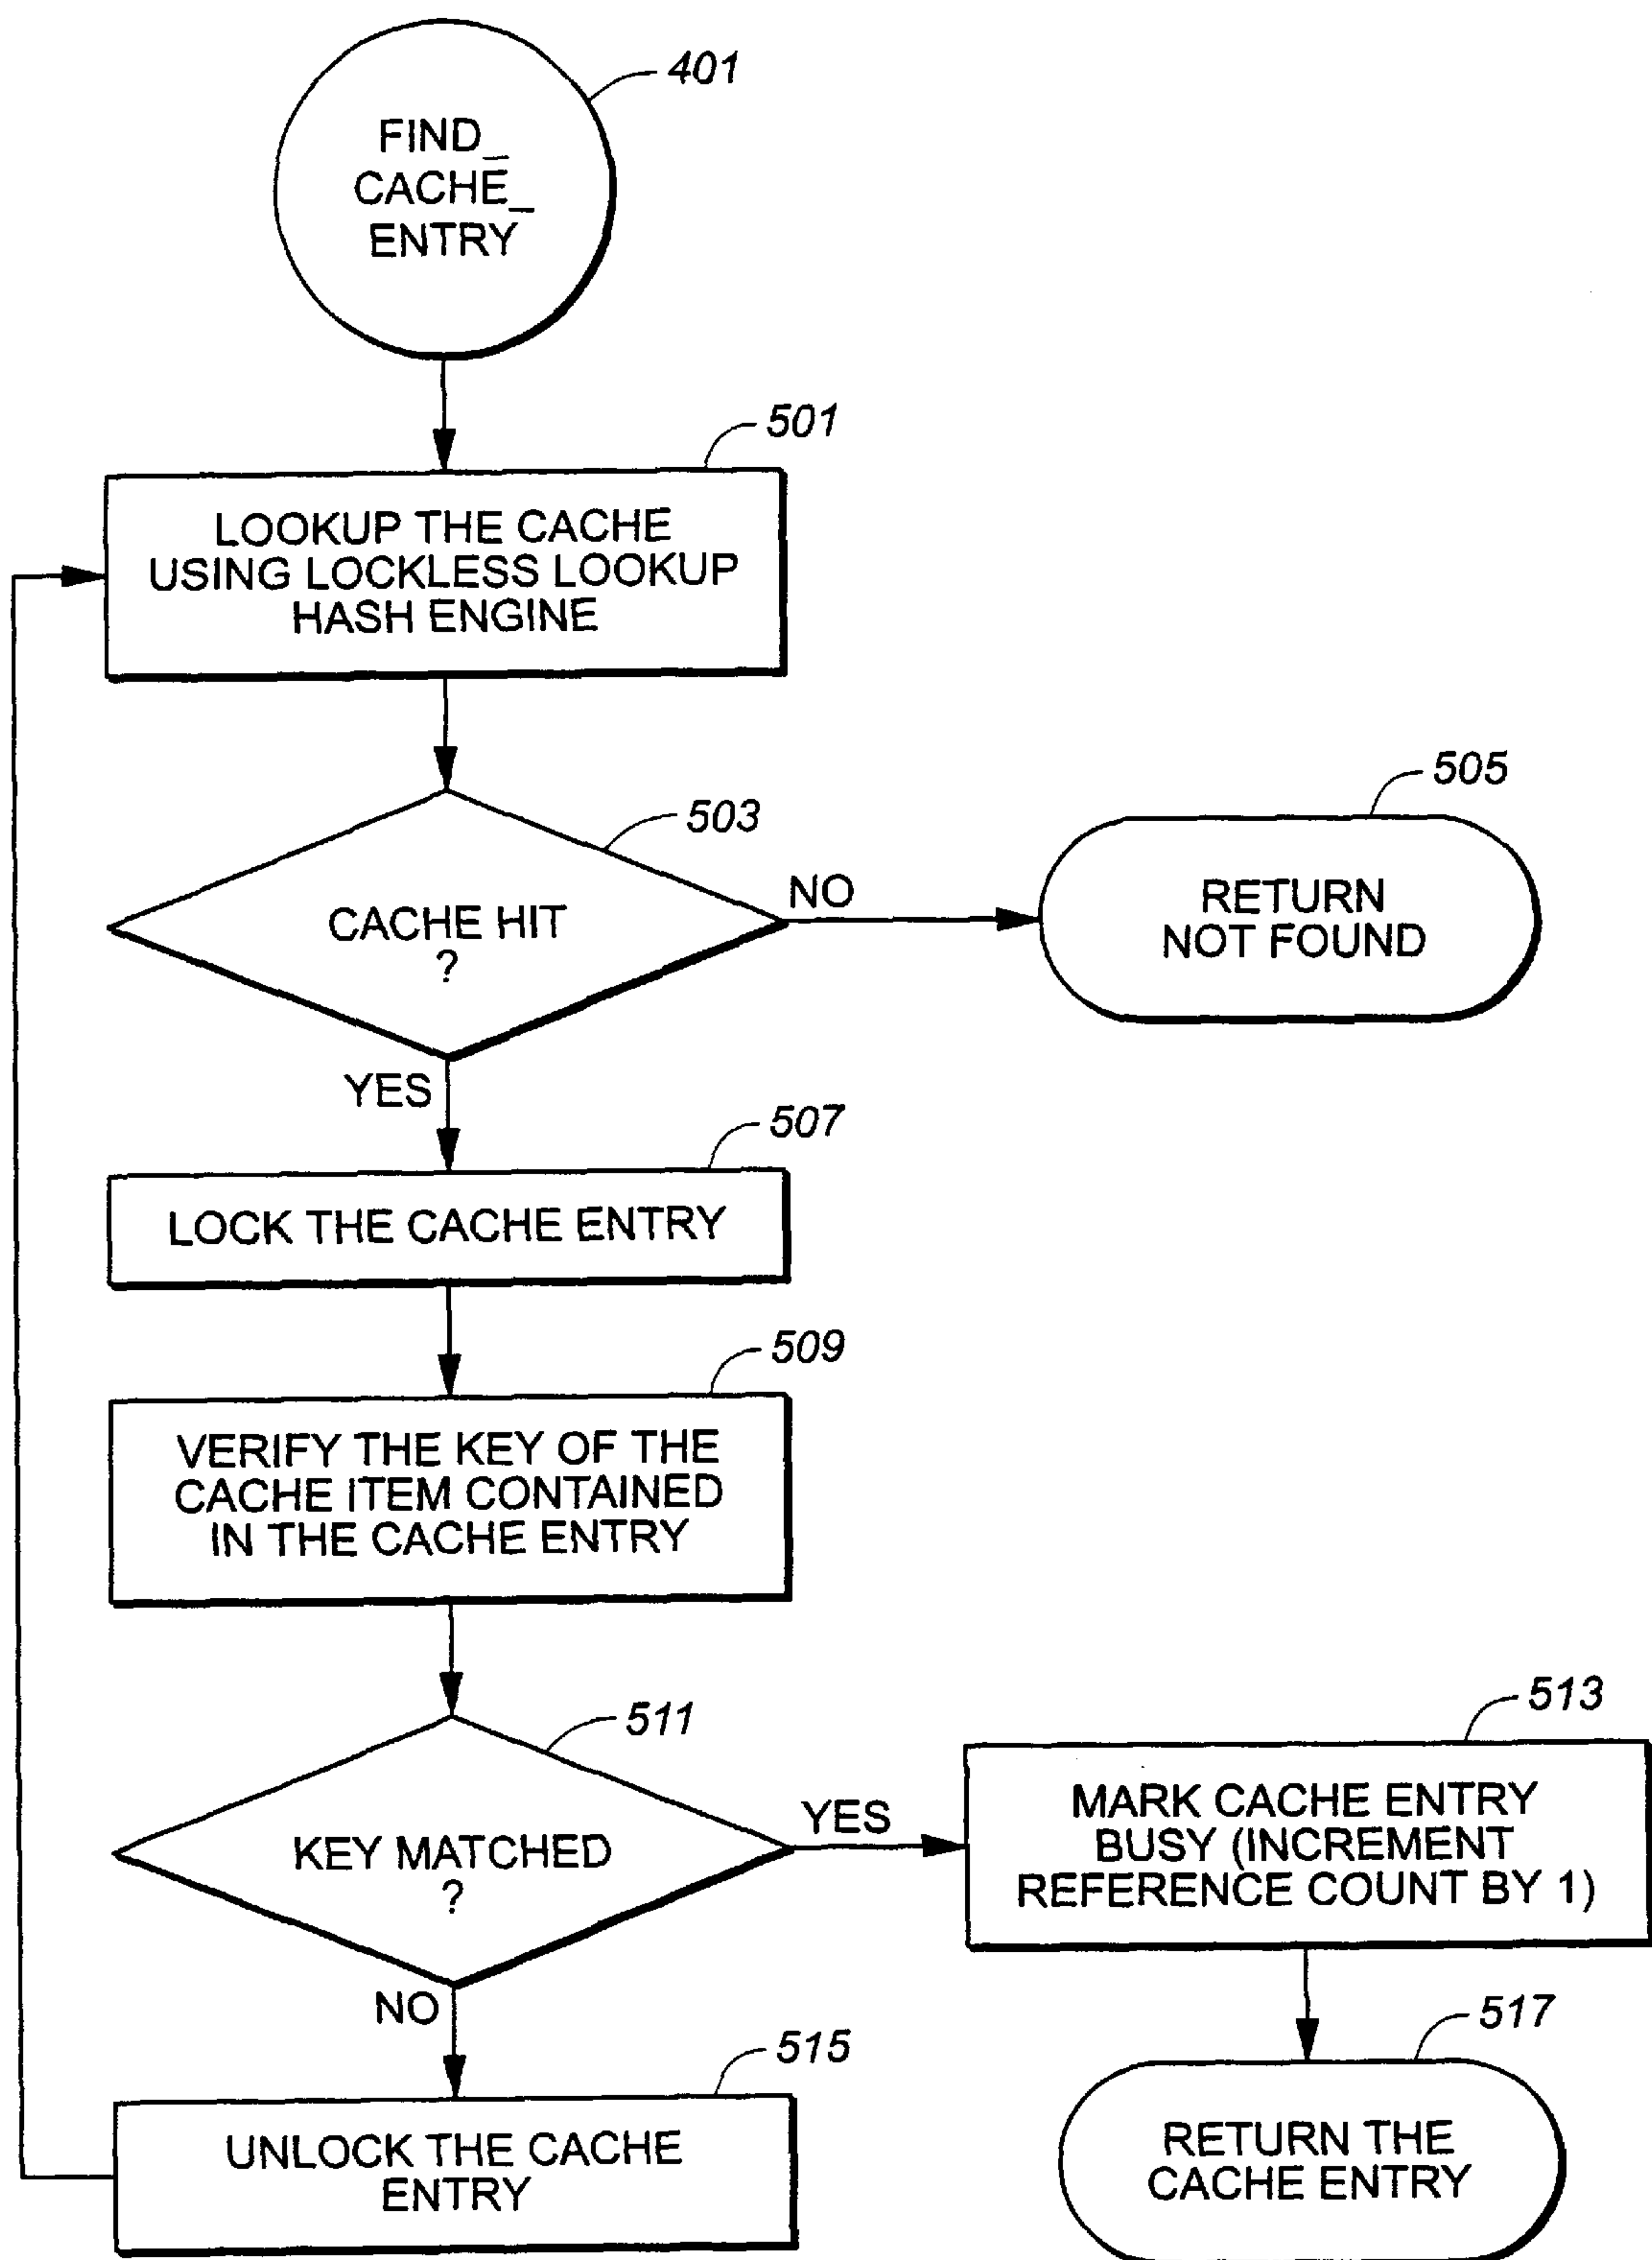 401
FIND_
CACHE_
ENTRY
501
LOOKUP THE CACHE
USING LOCKLESS LOOKUP
HASH ENGINE
503
CACHE HIT
?
NO
505
RETURN
NOT FOUND
YES
507
LOCK THE CACHE ENTRY
509
VERIFY THE KEY OF THE
CACHE ITEM CONTAINED
IN THE CACHE ENTRY
511
KEY MATCHED
?
YES
513
MARK CACHE ENTRY
BUSY (INCREMENT
REFERENCE COUNT BY 1)
NO
515
UNLOCK THE CACHE
ENTRY
517
RETURN THE
CACHE ENTRY